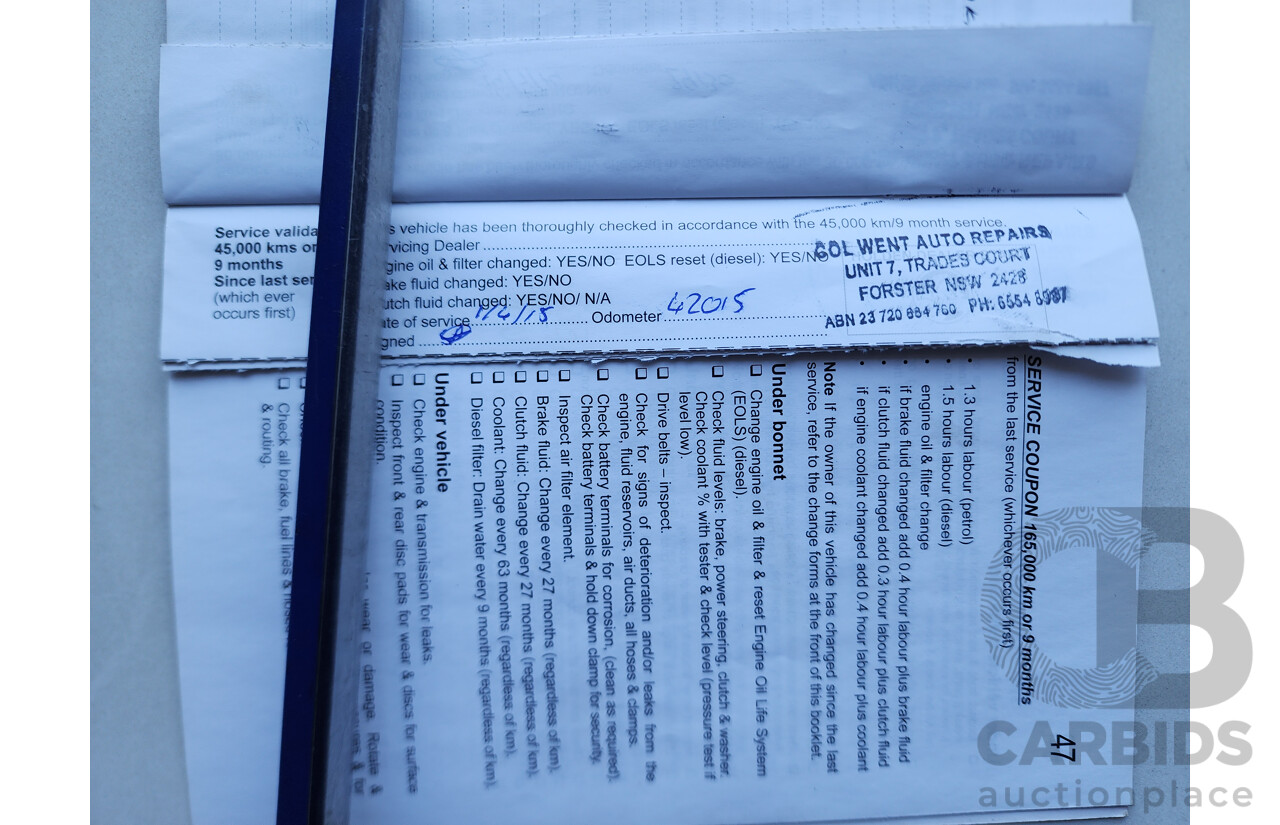 Service valida
45,000 kms or
9 months
Since last ser
(which ever
occurs first)
s vehicle has been thoroughly checked in accordance with the 45,000 km/9 month service.
rvicing Dealer
gine oil & filter changed: YES/NO EOLS reset (diesel): YES/NO
ake fluid changed: YES/NO
utch fluid changed: YES/NO/ N/A
ate of service Odometer 42015
gned
COL WENT AUTO REPAIRS
UNIT 7, TRADES COURT
FORSTER NSW 2428
ABN 23 720 884 760 PH: 6554
SERVICE COUPON 165,000 km or 9 months
from the last service (whichever occurs first)
• 1.3 hours labour (petrol)
• 1.5 hours labour (diesel)
• engine oil & filter change
• if brake fluid changed add 0.4 hour labour plus brake fluid
• if clutch fluid changed add 0.3 hour labour plus clutch fluid
• if engine coolant changed add 0.4 hour labour plus coolant
Note If the owner of this vehicle has changed since the last
service, refer to the change forms at the front of this booklet.
Under bonnet
❑ Change engine oil & filter & reset Engine Oil Life System
(EOLS) (diesel).
❑ Check fluid levels: brake, power steering, clutch & washer.
Check coolant % with tester & check level (pressure test if
level low).
❑ Drive belts – inspect.
❑ Check for signs of deterioration and/or leaks from the
engine, fluid reservoirs, air ducts, all hoses & clamps.
❑ Check battery terminals for corrosion, (clean as required).
Check battery terminals & hold down clamp for security.
❑ Inspect air filter element.
❑ Brake fluid: Change every 27 months (regardless of km).
❑ Clutch fluid: Change every 27 months (regardless of km).
❑ Coolant: Change every 63 months (regardless of km).
❑ Diesel filter: Drain water every 9 months (regardless of km).
Under vehicle
❑ Check engine & transmission for leaks.
❑ Inspect front & rear disc pads for wear & discs for surface
condition.
wear or damage. Rotate &
❑ Check all brake, fuel lines &
& routing.
47
CB
CARBIDS
auctionplace